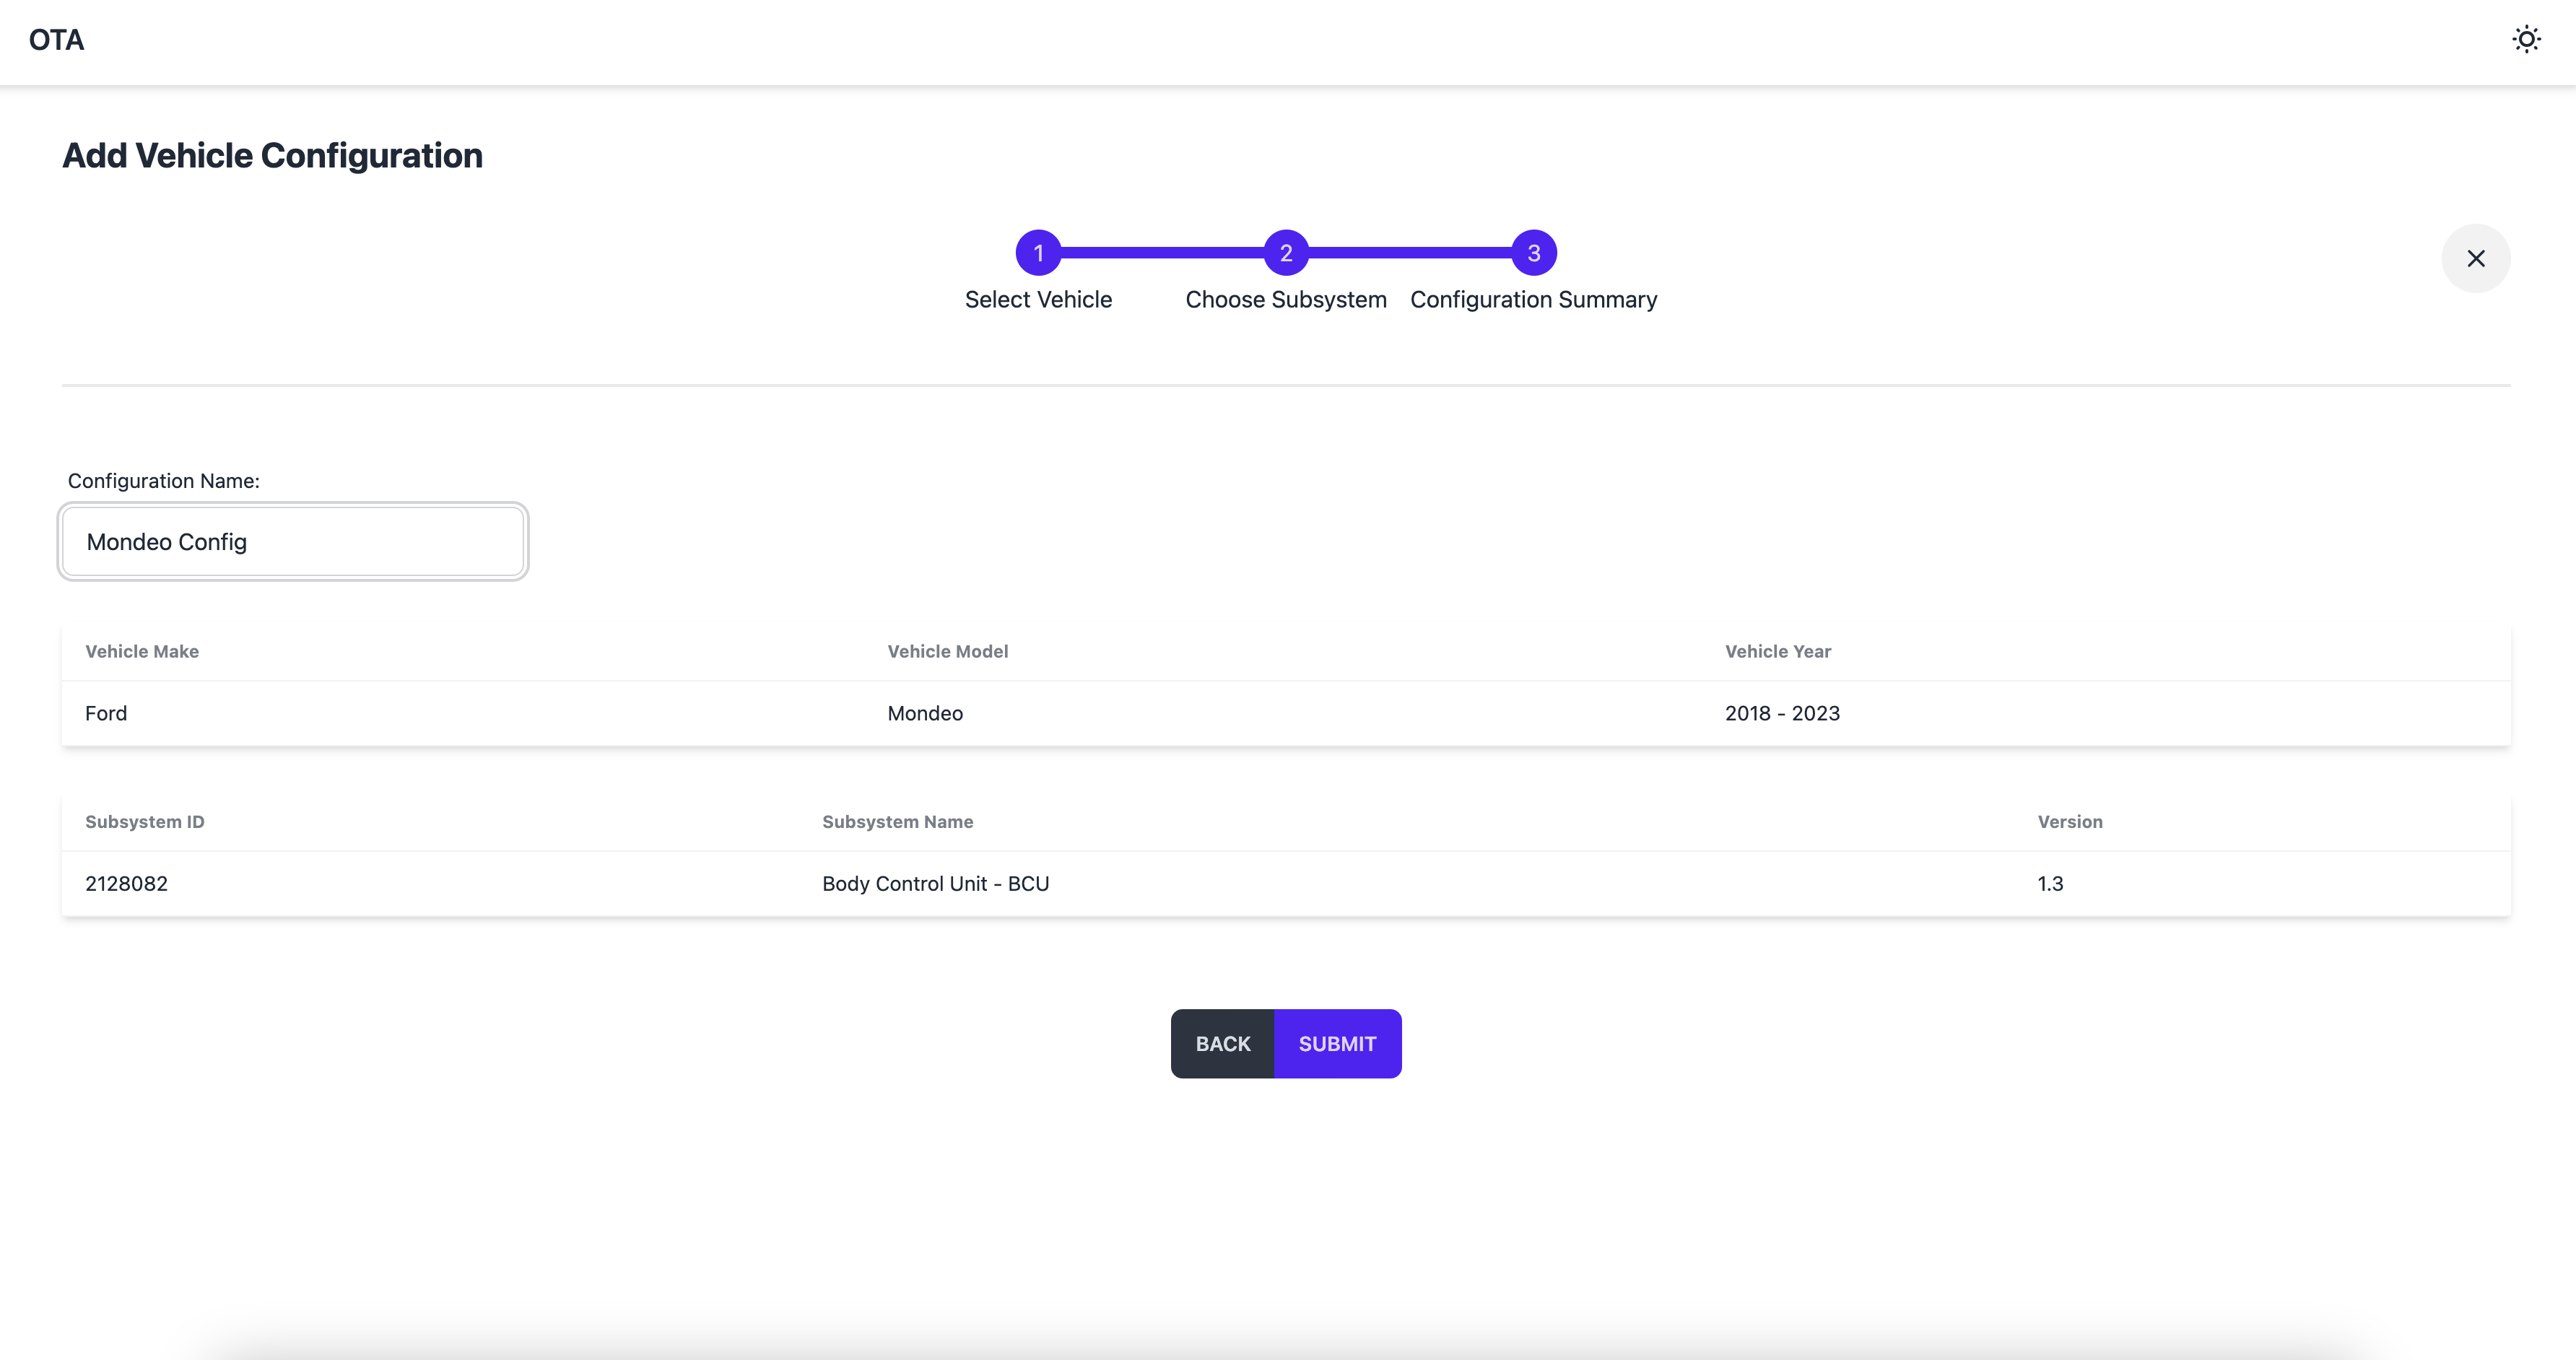 OTA
Add Vehicle Configuration
1 2 3
Select Vehicle Choose Subsystem Configuration Summary
Configuration Name:
Mondeo Config
Vehicle Make Vehicle Model Vehicle Year
Ford Mondeo 2018 - 2023
Subsystem ID Subsystem Name Version
2128082 Body Control Unit - BCU 1.3
BACK SUBMIT